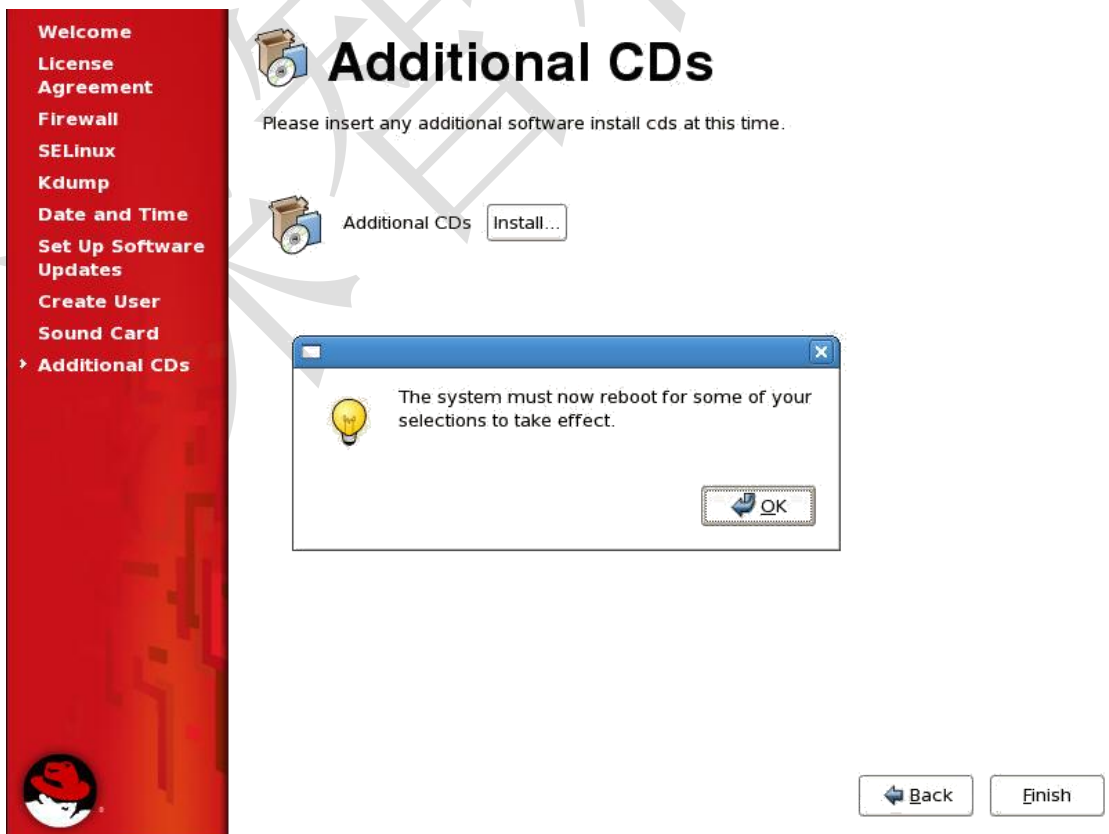 Welcome
License
Agreement
Firewall
SELinux
Kdump
Date and Time
Set Up Software
Updates
Create User
Sound Card
Additional CDs
Additional CDs
Please insert any additional software install cds at this time.
Additional CDs
Install...
The system must now reboot for some of your
selections to take effect.
OK
Back
Finish